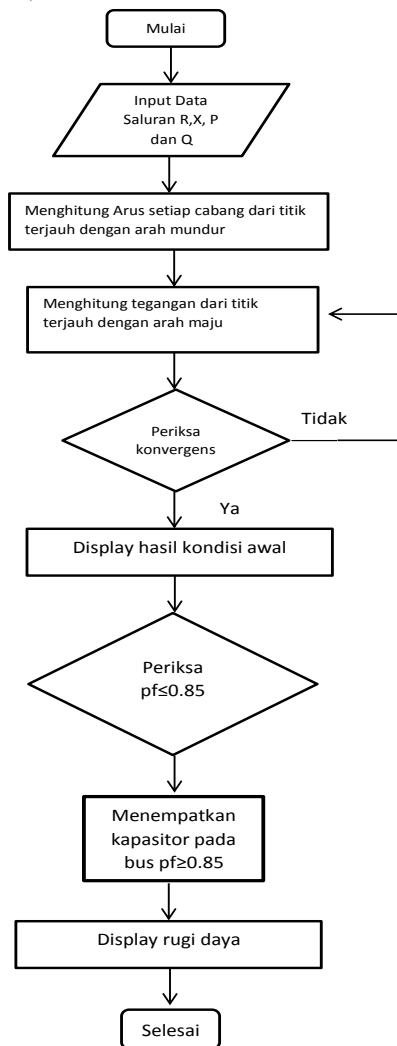 Mulai
Input Data
Saluran R,X, P
dan Q
Menghitung Arus setiap cabang dari titik
terjauh dengan arah mundur
Menghitung tegangan dari titik
terjauh dengan arah maju
Periksa
konvergens
Tidak
Ya
Display hasil kondisi awal
Periksa
pf≤0.85
Menempatkan
kapasitor pada
bus pf≥0.85
Display rugi daya
Selesai